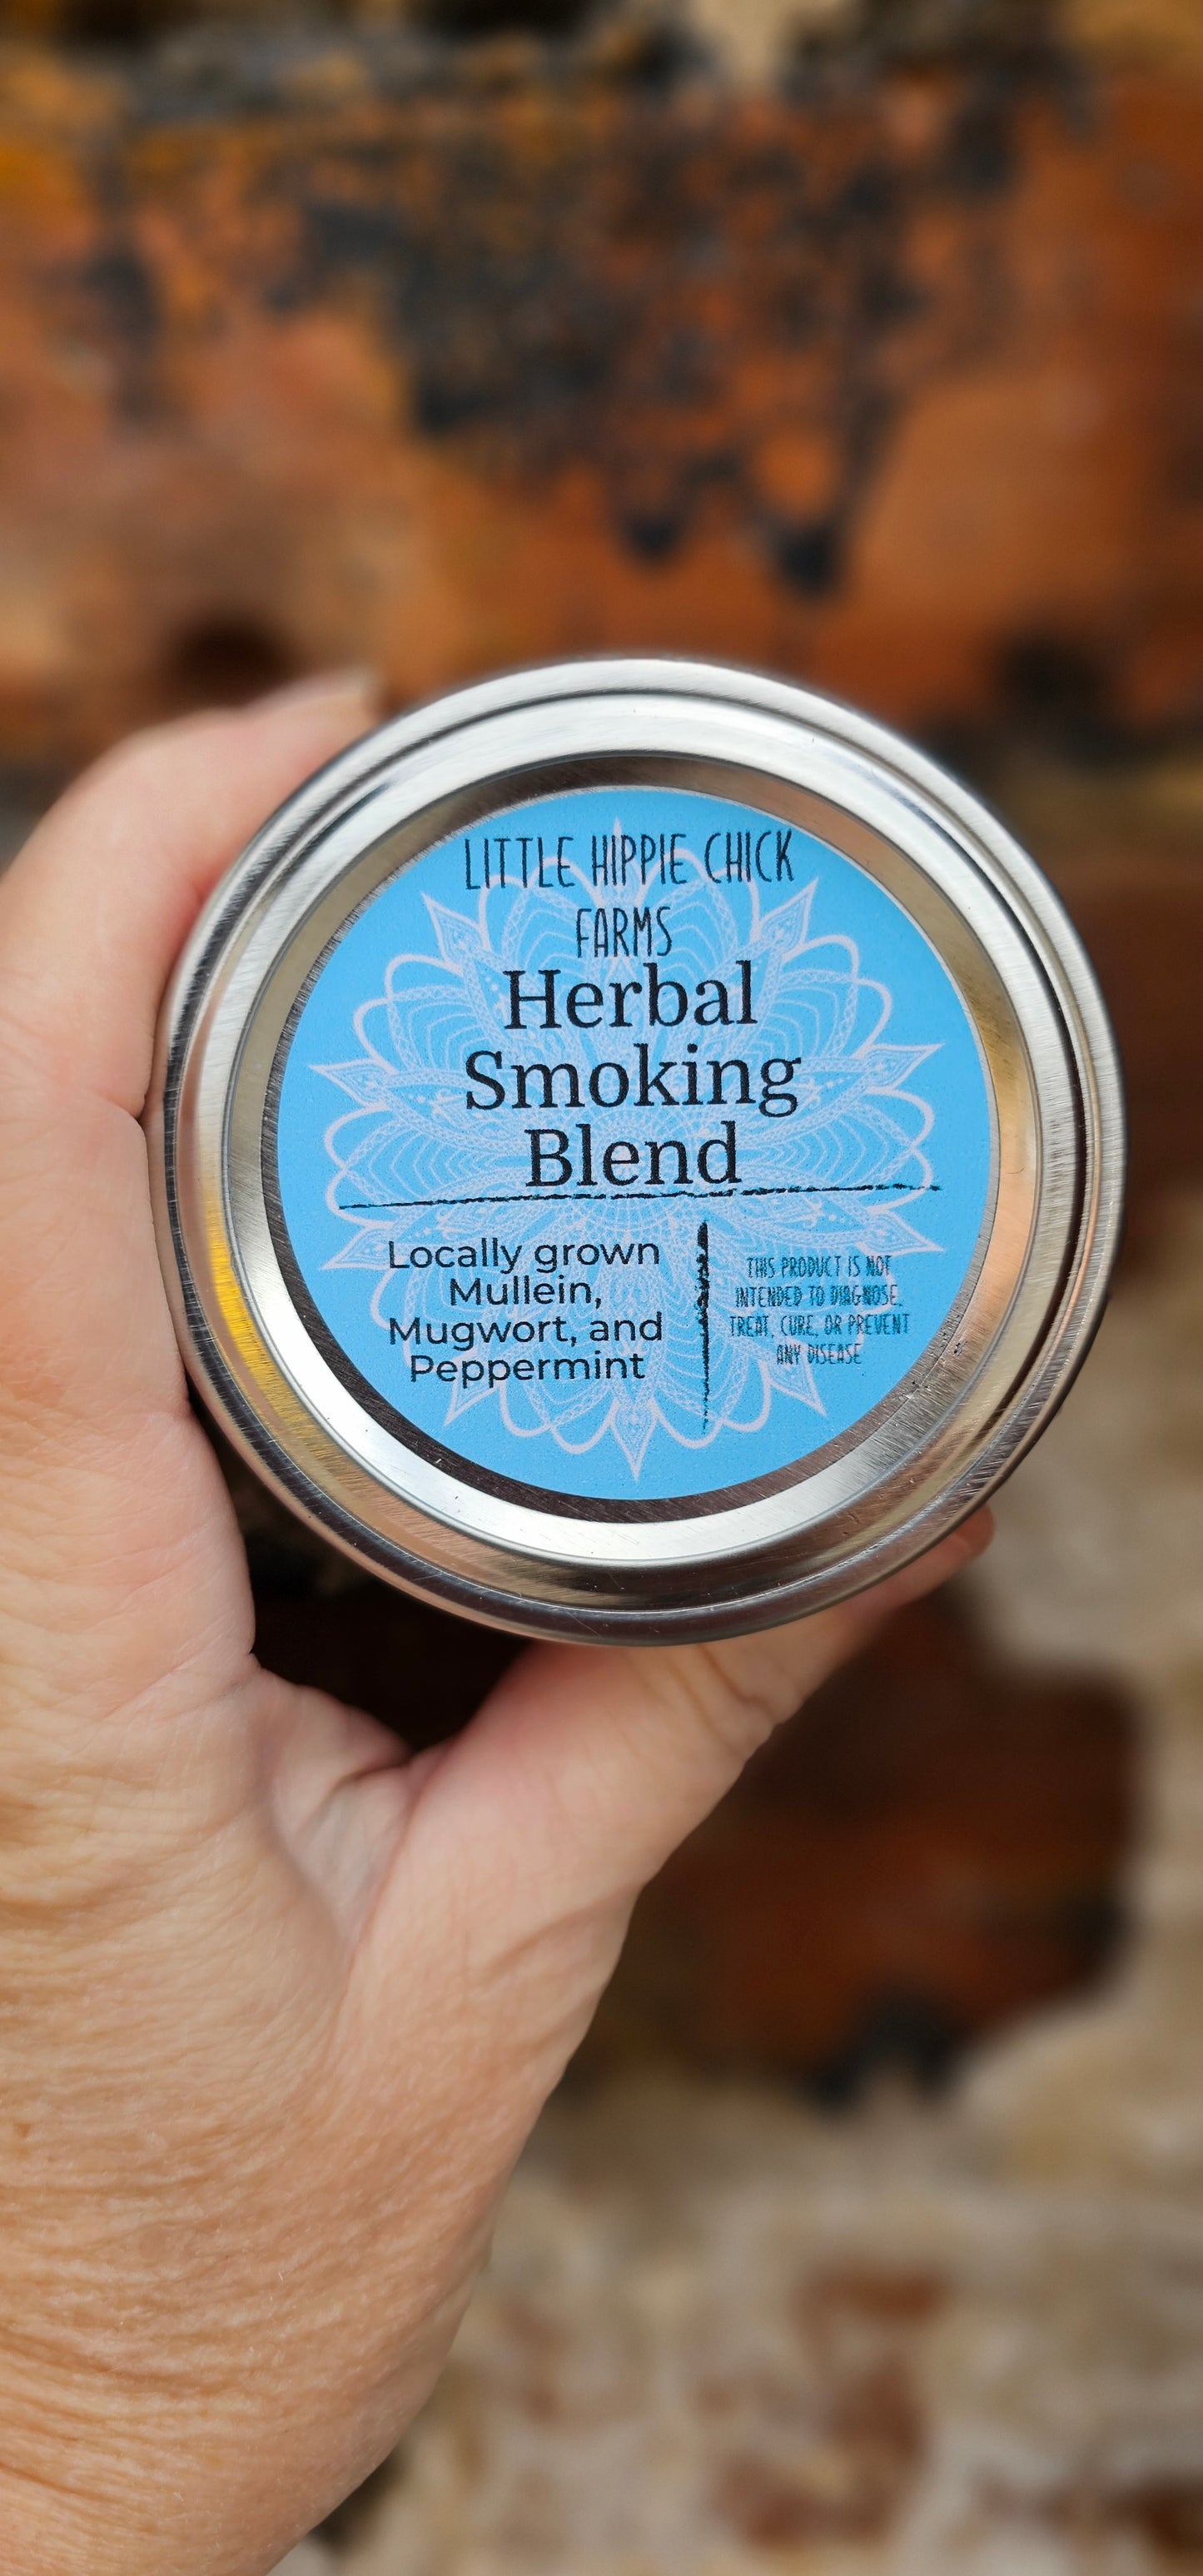 LITTLE HIPPIE CHICK
FARMS
Herbal
Smoking
Blend
Locally grown
Mullein,
Mugwort, and
Peppermint
THIS PRODUCT IS NOT
INTENDED TO DIAGNOSE,
TREAT, CURE, OR PREVENT
ANY DISEASE